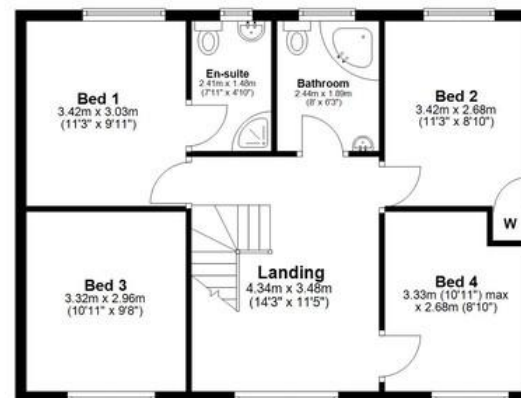 Bed 1
3.42m x 3.03m
(11'3" x 9'11")
En-suite
2.41m x 1.48m
(7'11" x 4'10")
Bathroom
2.44m x 1.89m
(8' x 6'3")
Bed 2
3.42m x 2.68m
(11'3" x 8'10")
W
Bed 3
3.32m x 2.96m
(10'11" x 9'8")
Landing
4.34m x 3.48m
(14'3" x 11'5")
Bed 4
3.33m (10'11") max
x 2.68m (8'10")